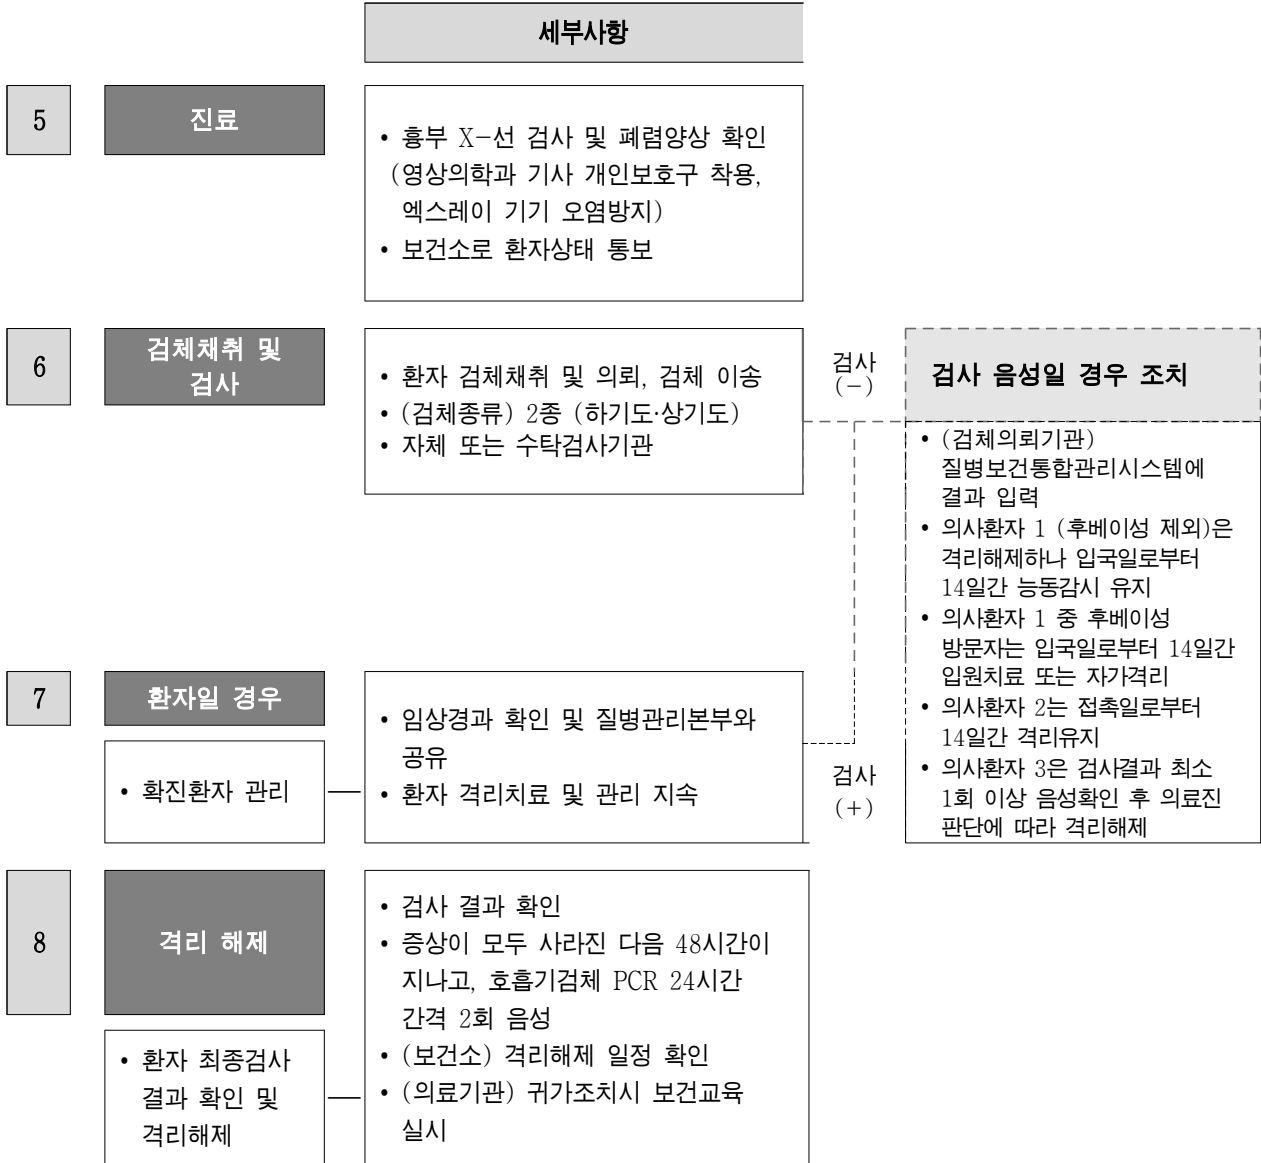 세부사항
5
진료
• 흉부 X-선 검사 및 폐렴양상 확인
(영상의학과 기사 개인보호구 착용,
엑스레이 기기 오염방지)
• 보건소로 환자상태 통보
6
검체채취 및
검사
• 환자 검체채취 및 의뢰, 검체 이송
• (검체종류) 2종 (하기도·상기도)
• 자체 또는 수탁검사기관
검사
(-)
검사 음성일 경우 조치
• (검체의뢰기관)
질병보건통합관리시스템에
결과 입력
• 의사환자 1 (후베이성 제외)은
격리해제하나 입국일로부터
14일간 능동감시 유지
• 의사환자 1 중 후베이성
방문자는 입국일로부터 14일간
입원치료 또는 자가격리
• 의사환자 2는 접촉일로부터
14일간 격리유지
• 의사환자 3은 검사결과 최소
1회 이상 음성확인 후 의료진
판단에 따라 격리해제
7
환자일 경우
• 확진환자 관리
• 임상경과 확인 및 질병관리본부와
공유
• 환자 격리치료 및 관리 지속
검사
(+)
8
격리 해제
• 환자 최종검사
결과 확인 및
격리해제
• 검사 결과 확인
• 증상이 모두 사라진 다음 48시간이
지나고, 호흡기검체 PCR 24시간
간격 2회 음성
• (보건소) 격리해제 일정 확인
• (의료기관) 귀가조치시 보건교육
실시